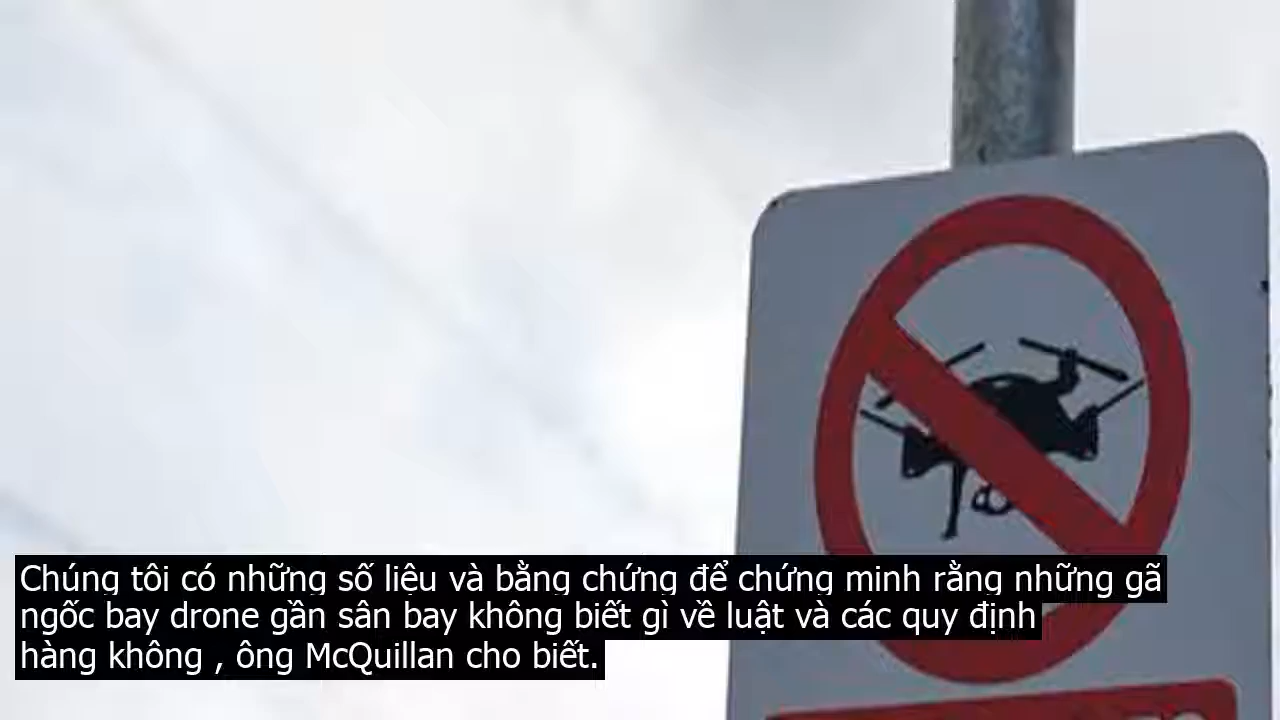 Chúng tôi có những số liệu và bằng chứng để chứng minh rằng những gã
ngốc bay drone gần sân bay không biết gì về luật và các quy định
hàng không , ông McQuillan cho biết.